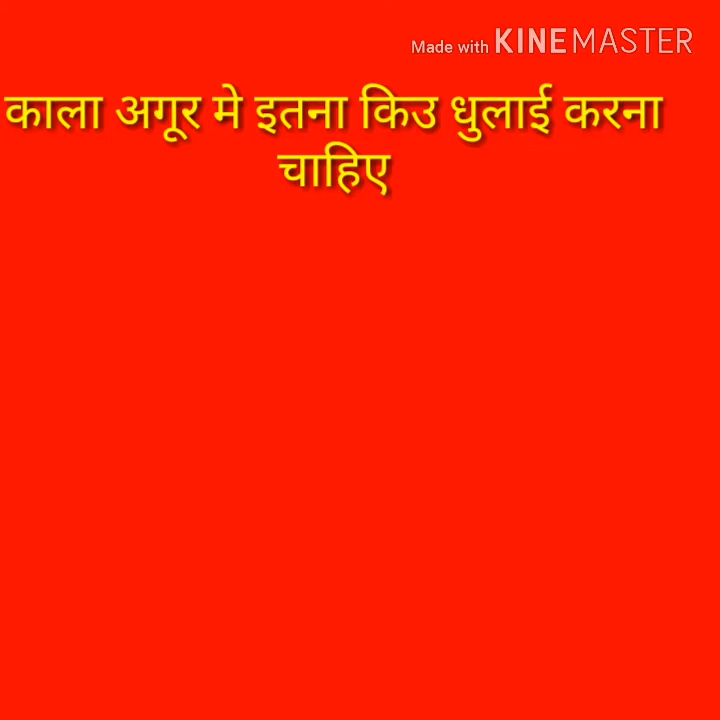 Made with KINEMASTER
काला अगूर मे इतना किउ धुलाई करना
चाहिए